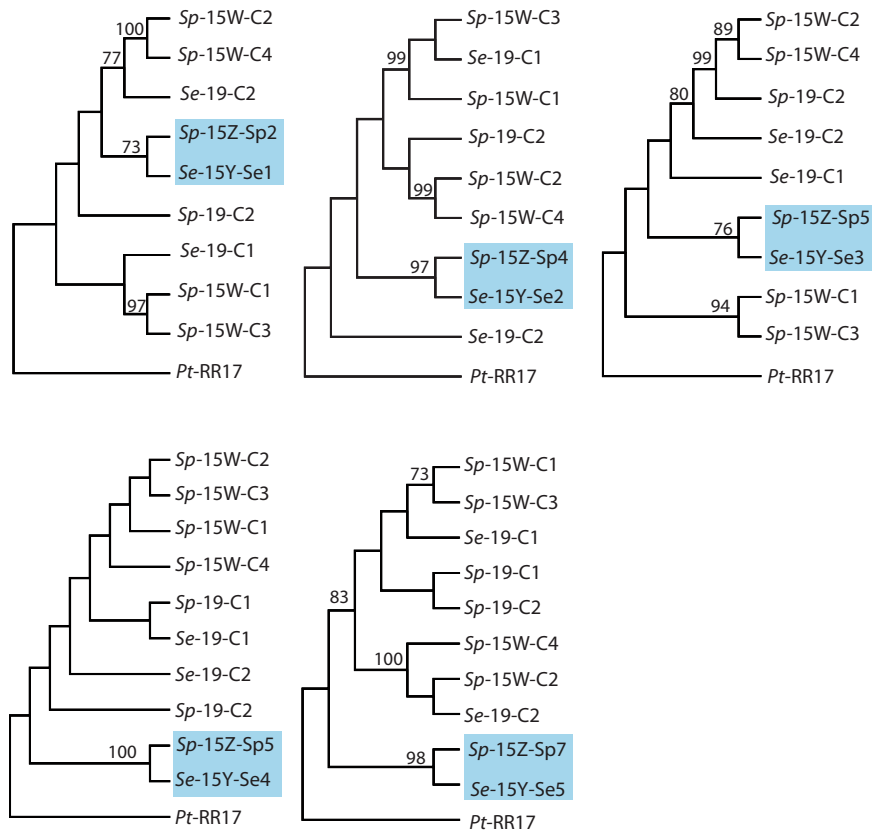 Sp-15W-C2
100
Sp-15W-C4
77
Se-19-C2
Sp-15Z-Sp2
73
Se-15Y-Se1
Sp-19-C2
Se-19-C1
Sp-15W-C1
97
Sp-15W-C3
Pt-RR17
Sp-15W-C3
99
Se-19-C1
Sp-15W-C1
Sp-19-C2
Sp-15W-C2
99
Sp-15W-C4
Sp-15Z-Sp4
97
Se-15Y-Se2
Se-19-C2
Pt-RR17
Sp-15W-C2
89
Sp-15W-C4
99
Sp-19-C2
80
Se-19-C2
Se-19-C1
Sp-15Z-Sp5
76
Se-15Y-Se3
Sp-15W-C1
94
Sp-15W-C3
Pt-RR17
Sp-15W-C2
Sp-15W-C3
Sp-15W-C1
Sp-15W-C4
Sp-19-C1
Se-19-C1
Se-19-C2
Sp-19-C2
Sp-15Z-Sp5
100
Se-15Y-Se4
Pt-RR17
Sp-15W-C1
73
Sp-15W-C3
Se-19-C1
Sp-19-C1
83
Sp-19-C2
Sp-15W-C4
100
Sp-15W-C2
Se-19-C2
Sp-15Z-Sp7
98
Se-15Y-Se5
Pt-RR17